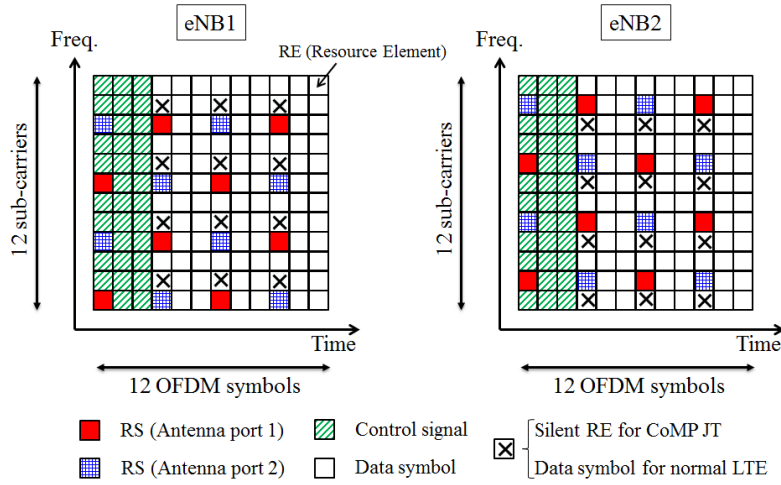 eNB1
eNB2
Freq.
RE (Resource Element)
Freq.
12 sub-carriers
12 sub-carriers
Time
Time
12 OFDM symbols
12 OFDM symbols
RS (Antenna port 1)
Control signal
Silent RE for CoMP JT
RS (Antenna port 2)
Data symbol
Data symbol for normal LTE